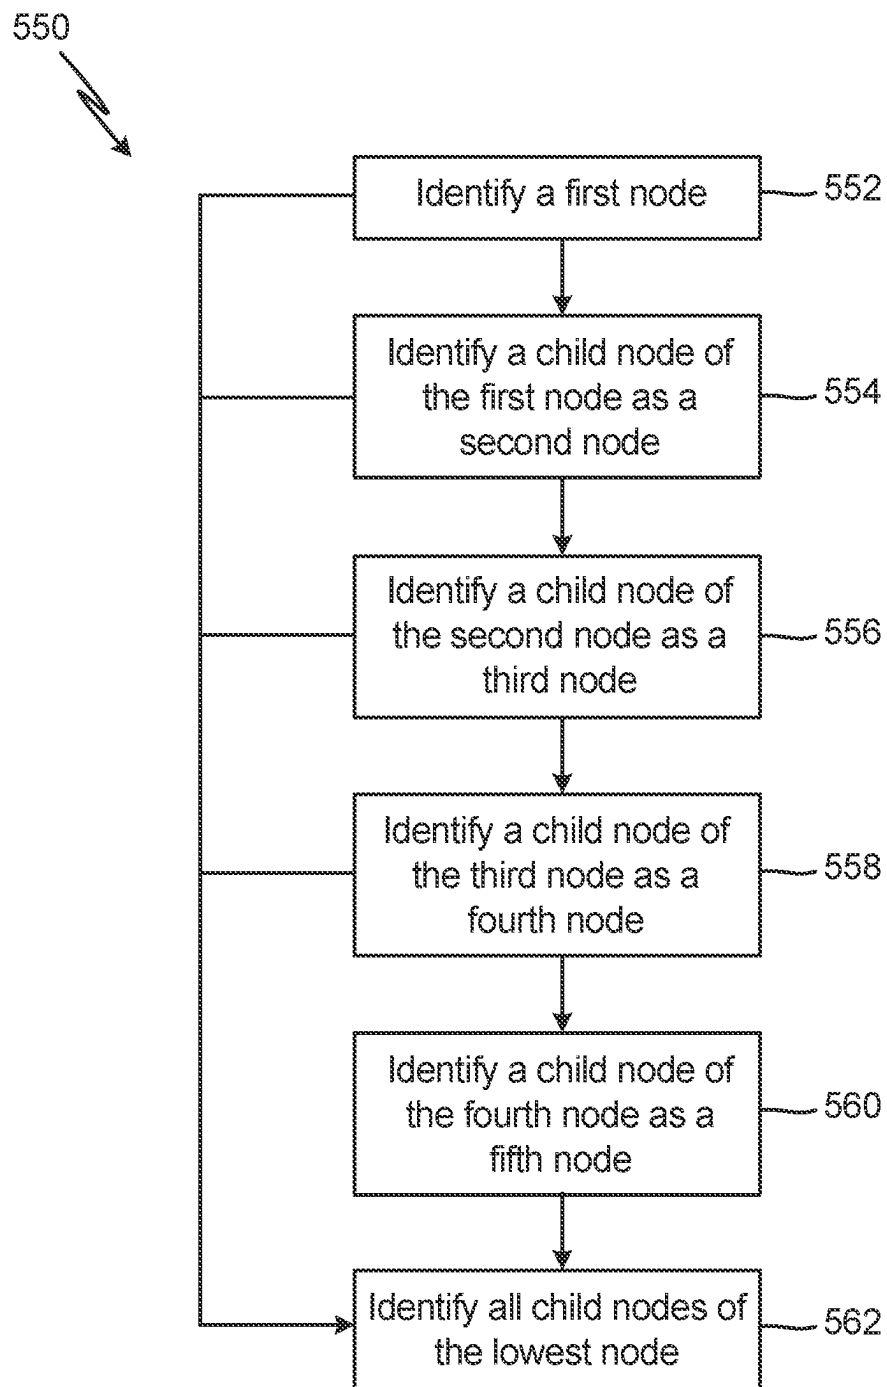 550
Identify a first node
552
Identify a child node of
the first node as a
second node
554
Identify a child node of
the second node as a
third node
556
Identify a child node of
the third node as a
fourth node
558
Identify a child node of
the fourth node as a
fifth node
560
Identify all child nodes of
the lowest node
562